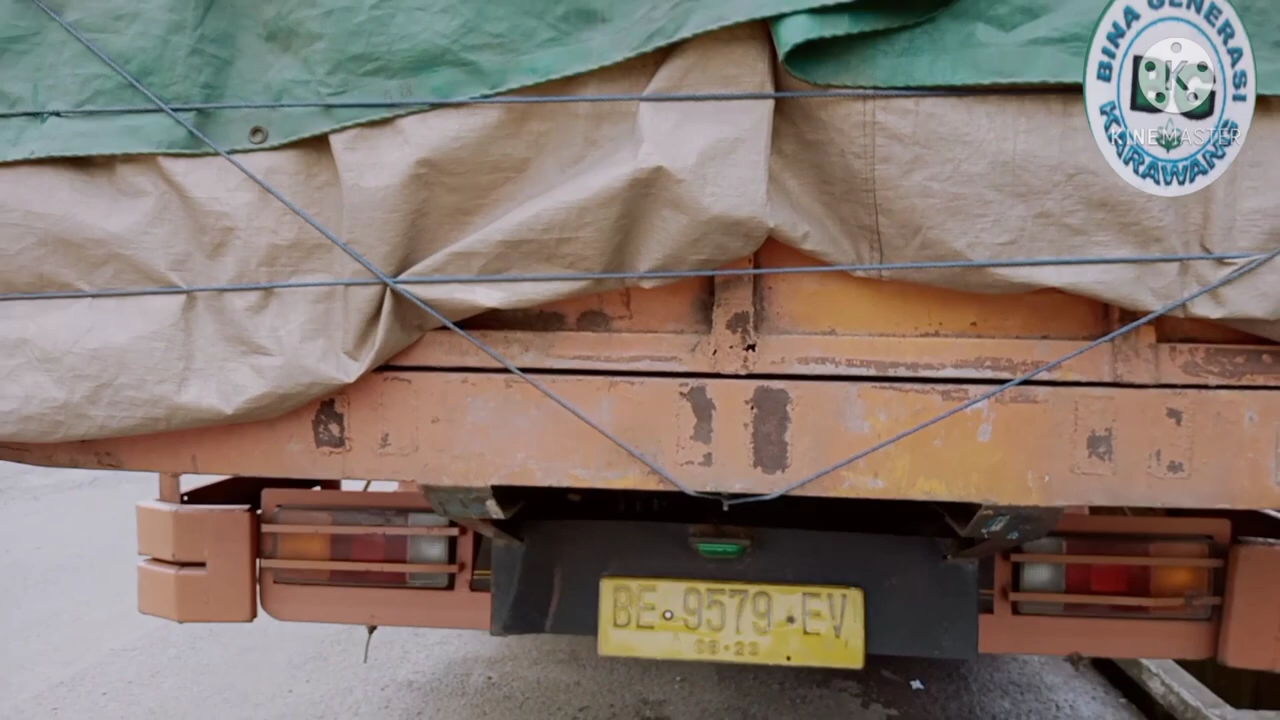 BINA GENERASI
KARAWANG
K
KINEMASTER
BE 9579 EV
08·23